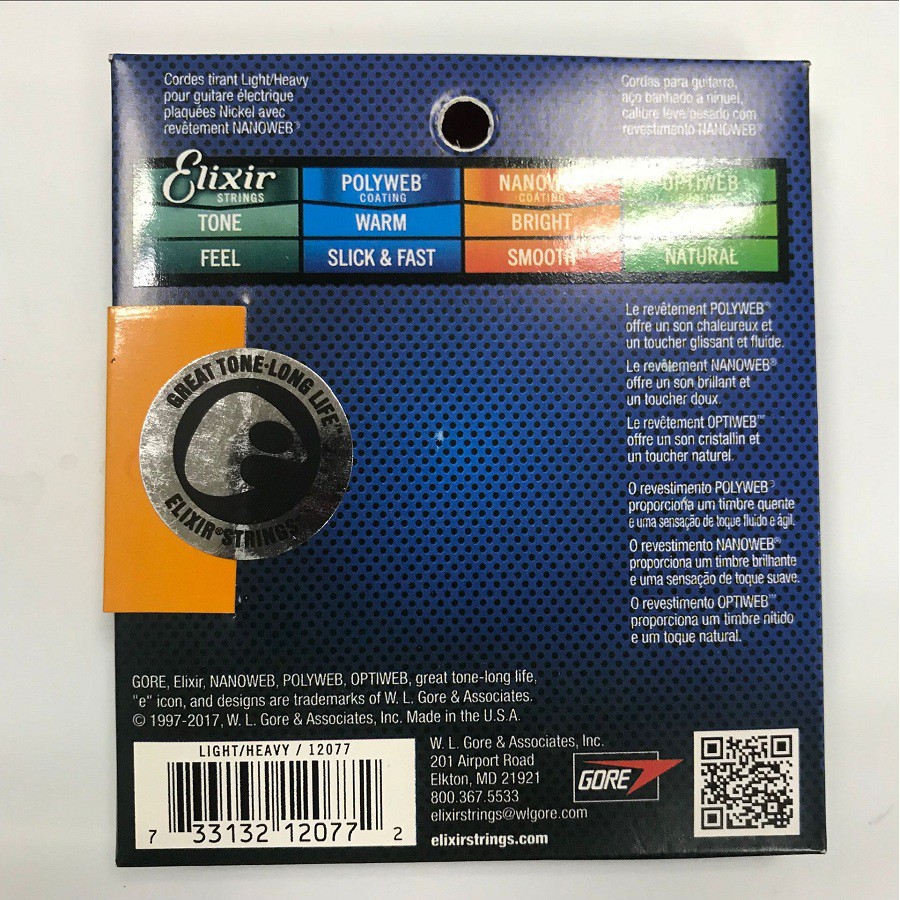 Cordes tirant Light/Heavy
pour guitare électrique
plaquées Nickel avec
revêtement NANOWEB®
Cordas para guitarra,
aço banhado a níquel,
calibre leve pesado com
revestimento NANOWEB®
Elixir STRINGS
POLYWEB® COATING
COATING
OPTIWEB
TONE WARM BRIGHT
FEEL SLICK & FAST SMOOTH NATURAL
Le revêtement POLYWEB®
offre un son chaleureux et
un toucher glissant et fluide.
Le revêtement NANOWEB®
offre un son brillant et
un toucher doux.
Le revêtement OPTIWEB™
offre un son cristallin et
un toucher naturel.
O revestimento POLYWEB®
proporciona um timbre quente
e uma sensação de toque fluido e ágil.
O revestimento NANOWEB®
proporciona um timbre brilhante
e uma sensação de toque suave.
O revestimento OPTIWEB™
proporciona um timbre nítido
e um toque natural.
GREAT TONE-LONG LIFE™
ELIXIR® STRINGS
GORE, Elixir, NANOWEB, POLYWEB, OPTIWEB, great tone-long life,
"e" icon, and designs are trademarks of W. L. Gore & Associates.
© 1997-2017, W. L. Gore & Associates, Inc. Made in the U.S.A.
LIGHT/HEAVY / 12077
7 33132 12077 2
W. L. Gore & Associates, Inc.
201 Airport Road
Elkton, MD 21921
800.367.5533
elixirstrings@wlgore.com
elixirstrings.com
GORE